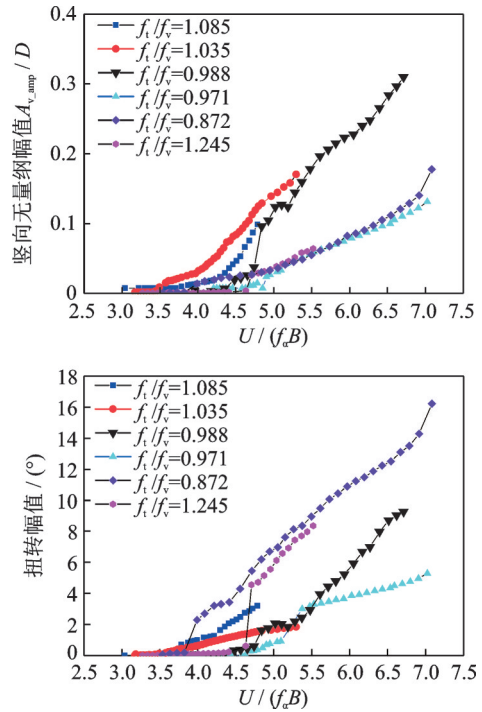 竖向无量纲幅值A_v_amp / D
0.4
0.3
0.2
0.1
0
f_t/f_v=1.085
f_t/f_v=1.035
f_t/f_v=0.988
f_t/f_v=0.971
f_t/f_v=0.872
f_t/f_v=1.245
2.5 3.0 3.5 4.0 4.5 5.0 5.5 6.0 6.5 7.0 7.5
U / (f_αB)
扭转幅值 / (°)
18
16
14
12
10
8
6
4
2
0
f_t/f_v=1.085
f_t/f_v=1.035
f_t/f_v=0.988
f_t/f_v=0.971
f_t/f_v=0.872
f_t/f_v=1.245
2.5 3.0 3.5 4.0 4.5 5.0 5.5 6.0 6.5 7.0 7.5
U / (f_αB)